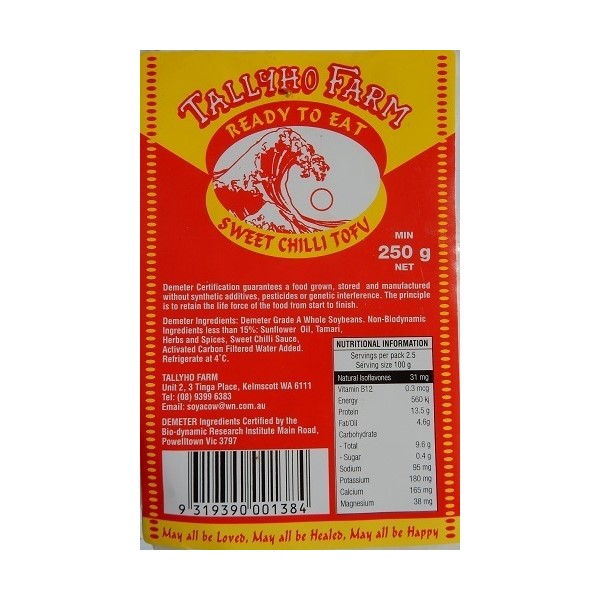 TALLYHO FARM
READY TO EAT
SWEET CHILLI TOFU
MIN
250 g
NET
Demeter Certification guarantees a food grown, stored and manufactured
without synthetic additives, pesticides or genetic interference. The principle
is to retain the life force of the food from start to finish.
Demeter Ingredients: Demeter Grade A Whole Soybeans. Non-Biodynamic
Ingredients less than 15%: Sunflower Oil, Tamari,
Herbs and Spices, Sweet Chilli Sauce,
Activated Carbon Filtered Water Added.
Refrigerate at 4˚C.
TALLYHO FARM
Unit 2, 3 Tinga Place, Kelmscott WA 6111
Tel: (08) 9399 6383
Email: soyacow@wn.com.au
DEMETER Ingredients Certified by the
Bio-dynamic Research Institute Main Road,
Powelltown Vic 3797
NUTRITIONAL INFORMATION
Servings per pack 2.5
Serving size 100 g
Natural Isoflavones 31 mg
Vitamin B12 0.3 mcg
Energy 560 kj
Protein 13.5 g
Fat/Oil 4.6g
Carbohydrate
- Total 9.6 g
- Sugar 0.4 g
Sodium 95 mg
Potassium 180 mg
Calcium 165 mg
Magnesium 38 mg
9 319390 001384
May all be Loved, May all be Healed, May all be Happy